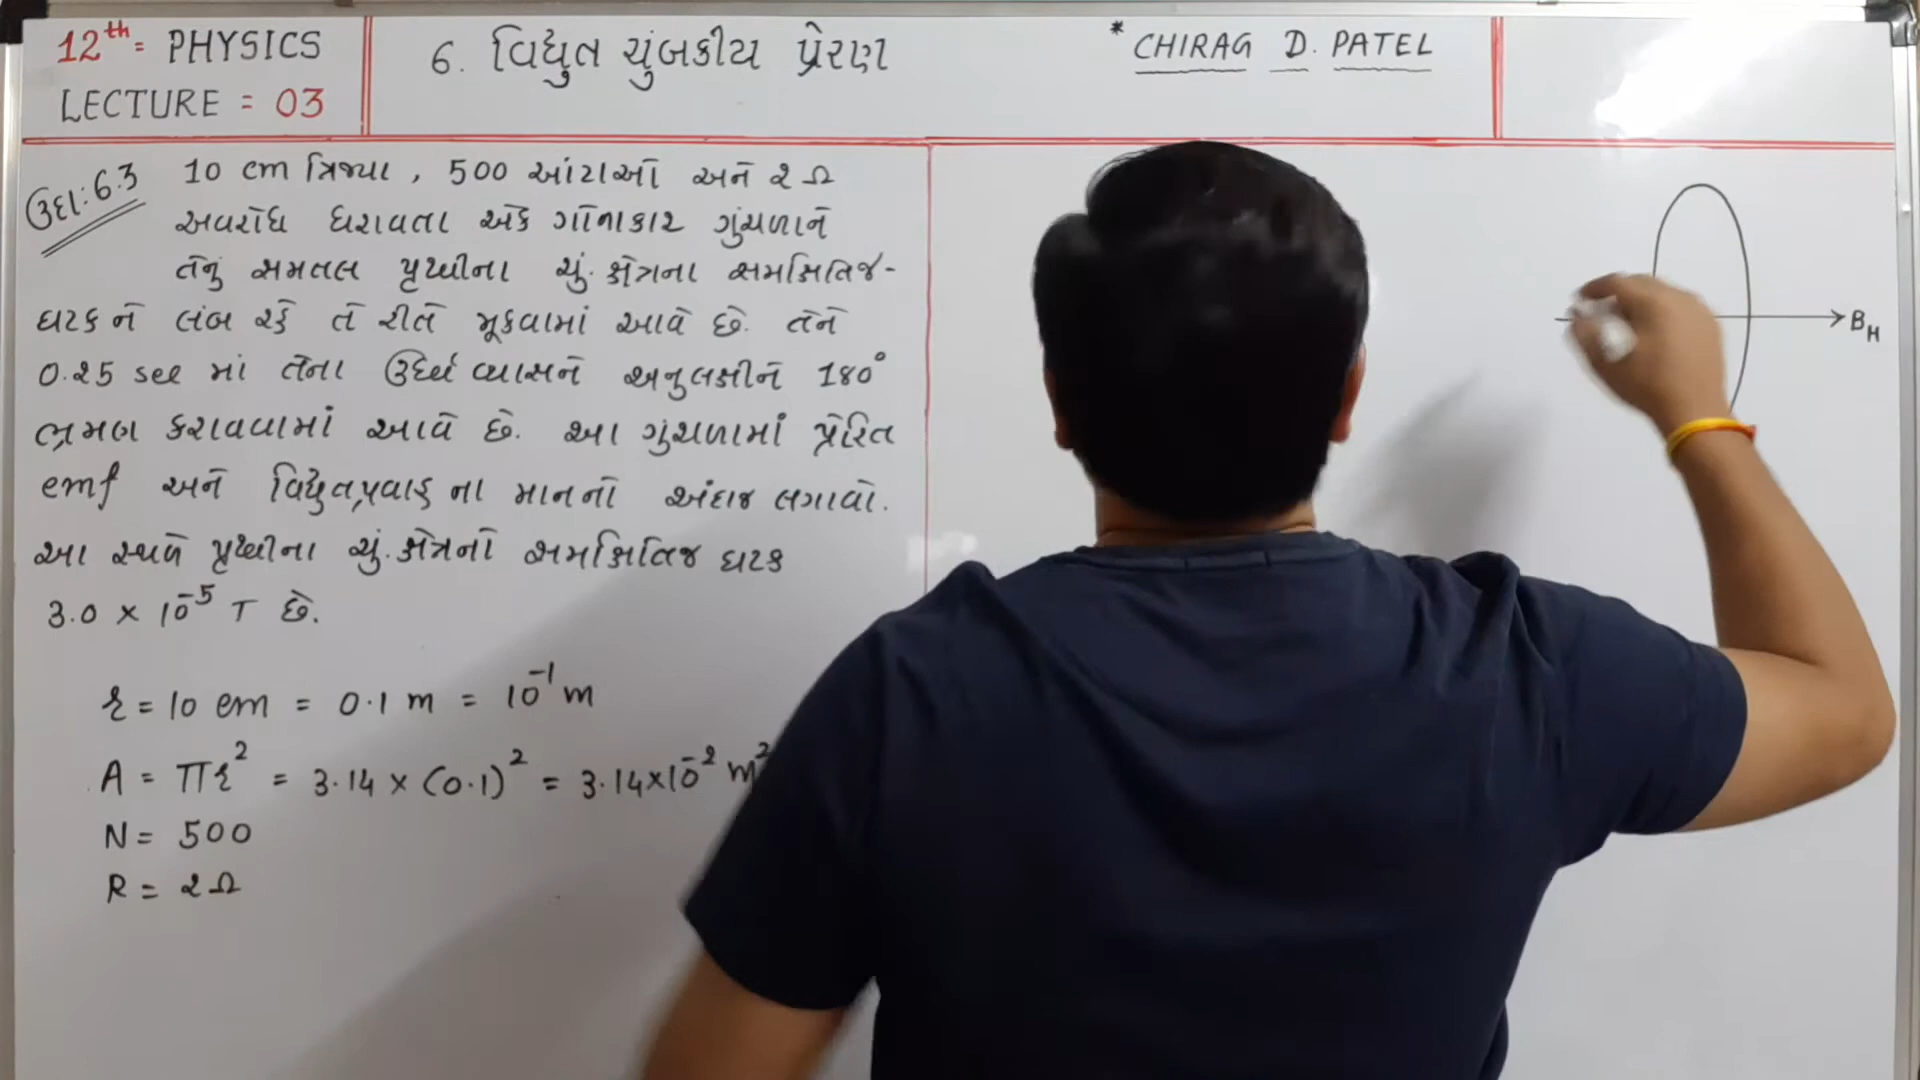 12th = PHYSICS
LECTURE = 03
6. વિદ્યુત ચુંબકીય પ્રેરણ
* CHIRAG D. PATEL
ઉદા: 6.3
10 cm ત્રિજ્યા, 500 આંટાઓ અને 2 Ω
અવરોધ ધરાવતા એક ગોળાકાર ગુંચળાને
તેનું સમતલ પૃથ્વીના ચું. ક્ષેત્રના સમક્ષિતિજ-
ઘટકને લંબ રહે તે રીતે મૂકવામાં આવે છે. તેને
0.25 sec માં તેના ઉર્ધ્વ વ્યાસને અનુલક્ષીને 180°
ભ્રમણ કરાવવામાં આવે છે. આ ગુંચળામાં પ્રેરિત
emf અને વિદ્યુતપ્રવાહ ના માનનો અંદાજ લગાવો.
આ સ્થળે પૃથ્વીના ચું. ક્ષેત્રનો સમક્ષિતિજ ઘટક
3.0 × 10⁻⁵ T છે.
r = 10 cm = 0.1 m = 10⁻¹ m
A = πr² = 3.14 × (0.1)² = 3.14×10⁻² m²
N = 500
R = 2Ω
B_H